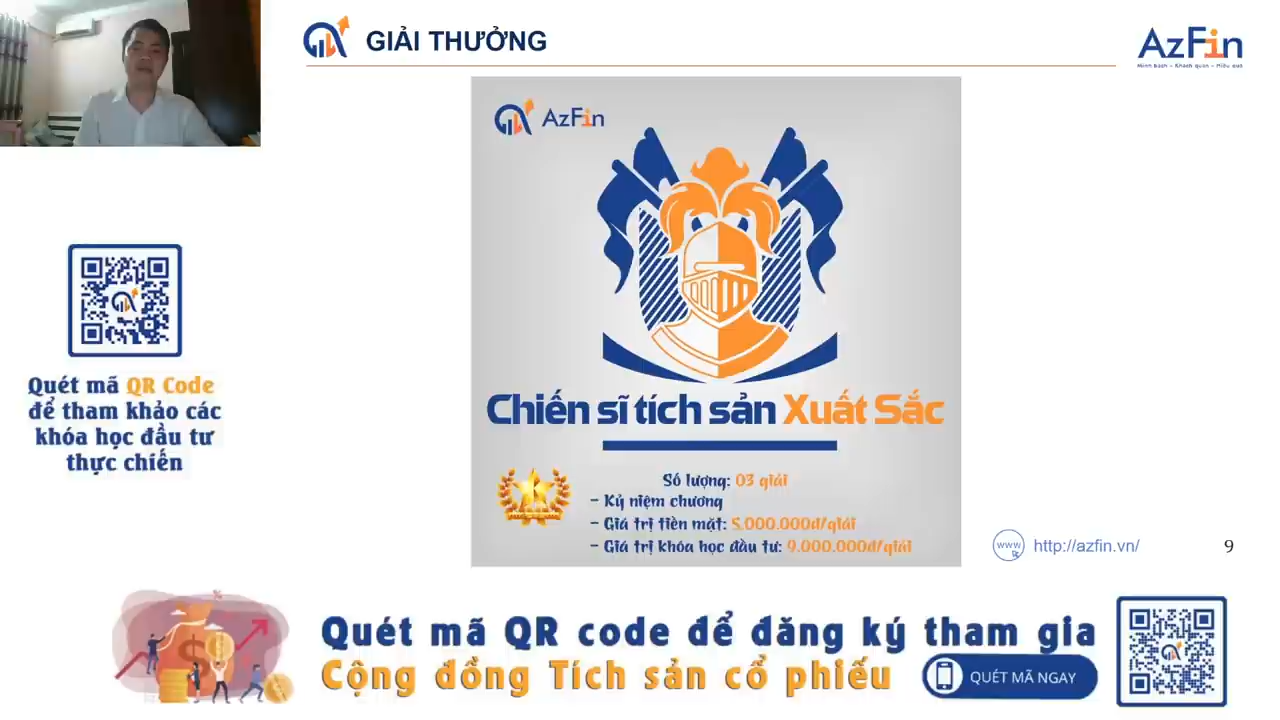 GIẢI THƯỞNG
AzFin
Minh bạch - Khách quan - Hiệu quả
AzFin
Chiến sĩ tích sản Xuất Sắc
Số lượng: 03 giải
- Kỷ niệm chương
- Giá trị tiền mặt: 5.000.000đ/giải
- Giá trị khóa học đầu tư: 9.000.000đ/giải
Quét mã QR Code
để tham khảo các
khóa học đầu tư
thực chiến
www
http://azfin.vn/
9
Quét mã QR code để đăng ký tham gia
Cộng đồng Tích sản cổ phiếu
QUÉT MÃ NGAY